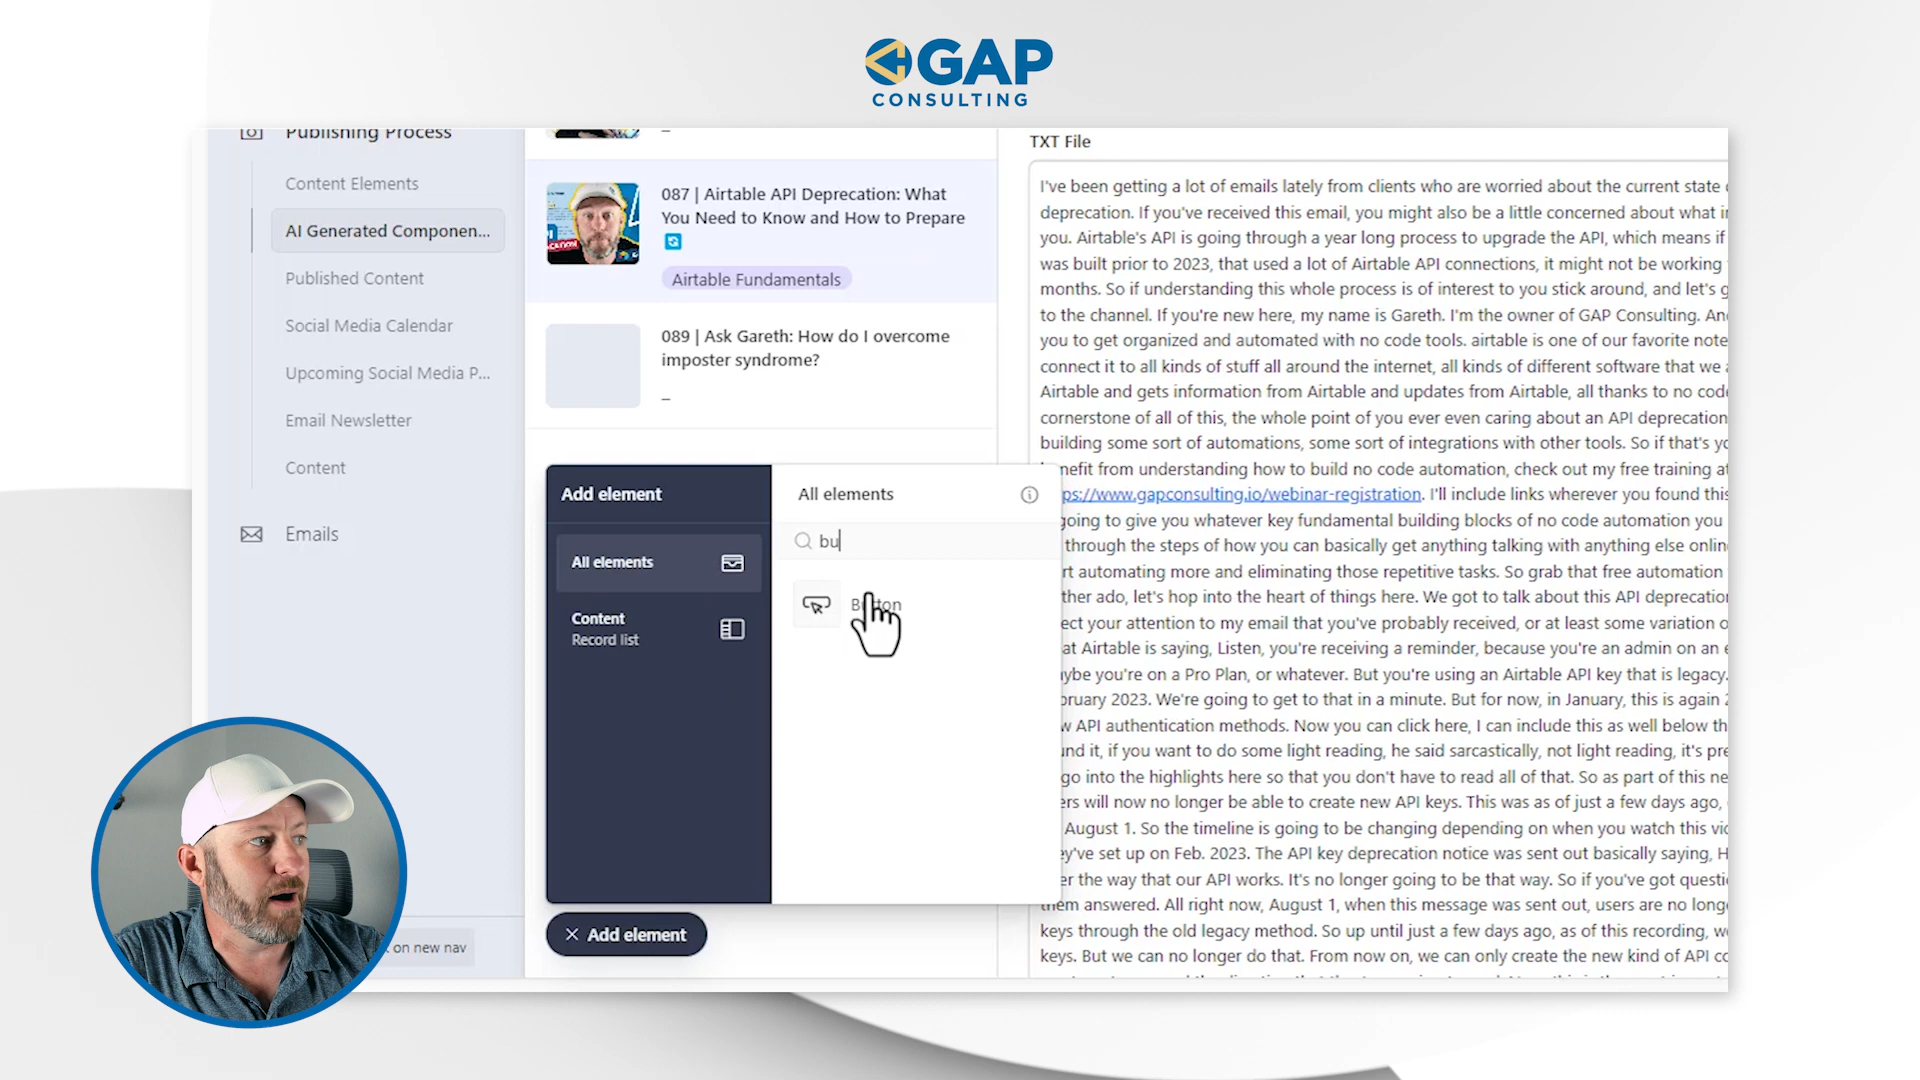 GAP
CONSULTING
Publishing Process
Content Elements
AI Generated Componen...
Published Content
Social Media Calendar
Upcoming Social Media P...
Email Newsletter
Content
Emails
on new nav
–
087 | Airtable API Deprecation: What
You Need to Know and How to Prepare
Airtable Fundamentals
089 | Ask Gareth: How do I overcome
imposter syndrome?
–
Add element
All elements
Content
Record list
All elements
bu
Button
Add element
TXT File
I've been getting a lot of emails lately from clients who are worried about the current state
deprecation. If you've received this email, you might also be a little concerned about what
you. Airtable's API is going through a year long process to upgrade the API, which means if
was built prior to 2023, that used a lot of Airtable API connections, it might not be working
months. So if understanding this whole process is of interest to you stick around, and let's
to the channel. If you're new here, my name is Gareth. I'm the owner of GAP Consulting.
you to get organized and automated with no code tools. airtable is one of our favorite
connect it to all kinds of stuff all around the internet, all kinds of different software that we
Airtable and gets information from Airtable and updates from Airtable, all thanks to no
cornerstone of all of this, the whole point of you ever even caring about an API deprecation
building some sort of automations, some sort of integrations with other tools. So if that's
from understanding how to build no code automation, check out my free training
ps://www.gapconsulting.io/webinar-registration. I'll include links wherever you found this
going to give you whatever key fundamental building blocks of no code automation you
through the steps of how you can basically get anything talking with anything else
rt automating more and eliminating those repetitive tasks. So grab that free automation
ther ado, let's hop into the heart of things here. We got to talk about this API
ect your attention to my email that you've probably received, or at least some variation
at Airtable is saying, Listen, you're receiving a reminder, because you're an admin on an
ybe you're on a Pro Plan, or whatever. But you're using an Airtable API key that is legacy.
bruary 2023. We're going to get to that in a minute. But for now, in January, this is again
w API authentication methods. Now you can click here, I can include this as well below
und it, if you want to do some light reading, he said sarcastically, not light reading, it's
go into the highlights here so that you don't have to read all of that. So as part of this
ers will now no longer be able to create new API keys. This was as of just a few days ago,
August 1. So the timeline is going to be changing depending on when you watch this
ey've set up on Feb. 2023. The API key deprecation notice was sent out basically saying,
er the way that our API works. It's no longer going to be that way. So if you've got
them answered. All right now, August 1, when this message was sent out, users are no
keys through the old legacy method. So up until just a few days ago, as of this recording,
keys. But we can no longer do that. From now on, we can only create the new kind of API